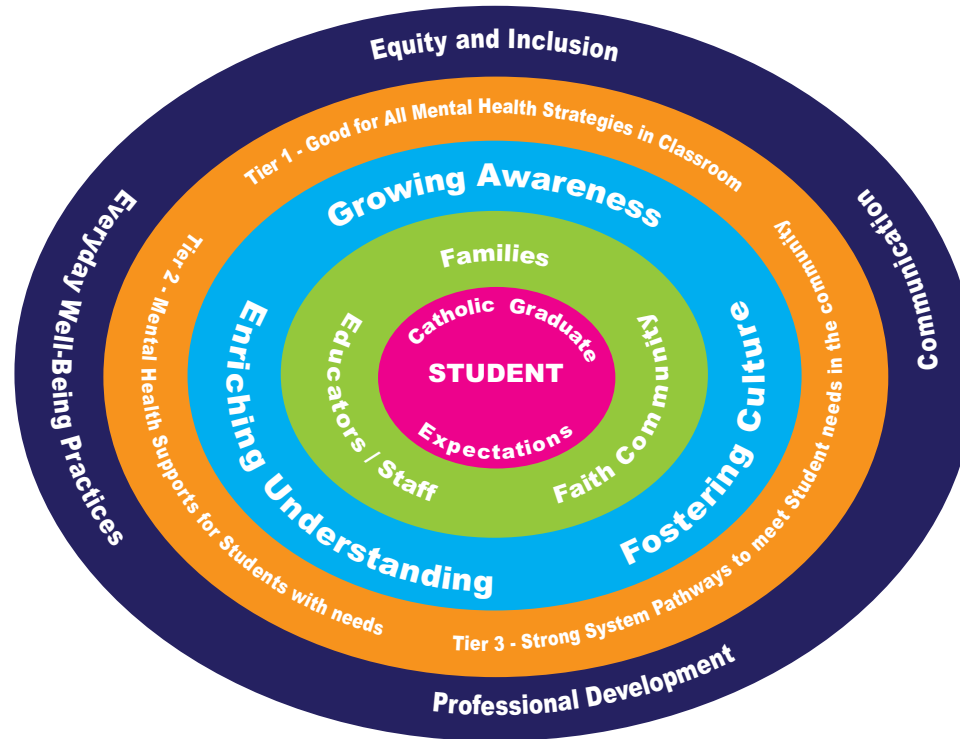 Equity and Inclusion
Communication
Professional Development
Everyday Well-Being Practices
Tier 1 - Good for All Mental Health Strategies in Classroom
Tier 2 - Mental Health Supports for Students with needs
Tier 3 - Strong System Pathways to meet Student needs in the community
Growing Awareness
Enriching Understanding
Fostering Culture
Families
Educators / Staff
Faith Community
Catholic Graduate
STUDENT
Expectations